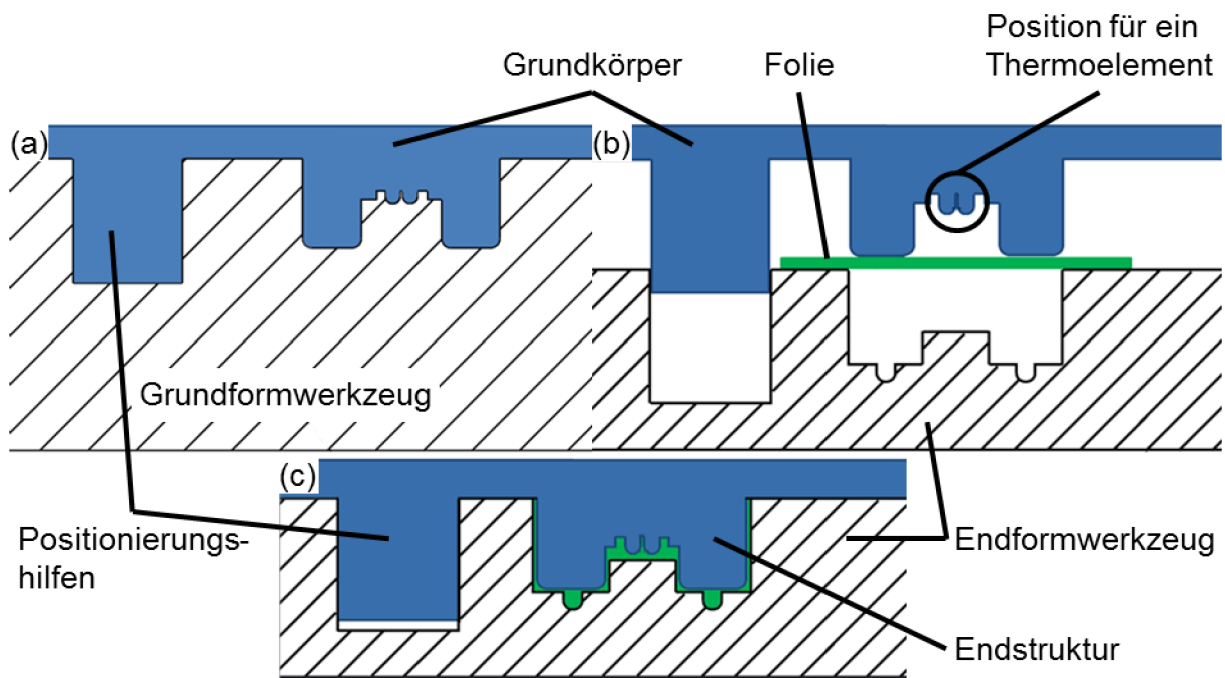 Grundkörper
Folie
Position für ein
Thermoelement
(a)
(b)
Grundformwerkzeug
(c)
Positionierungs-
hilfen
Endformwerkzeug
Endstruktur